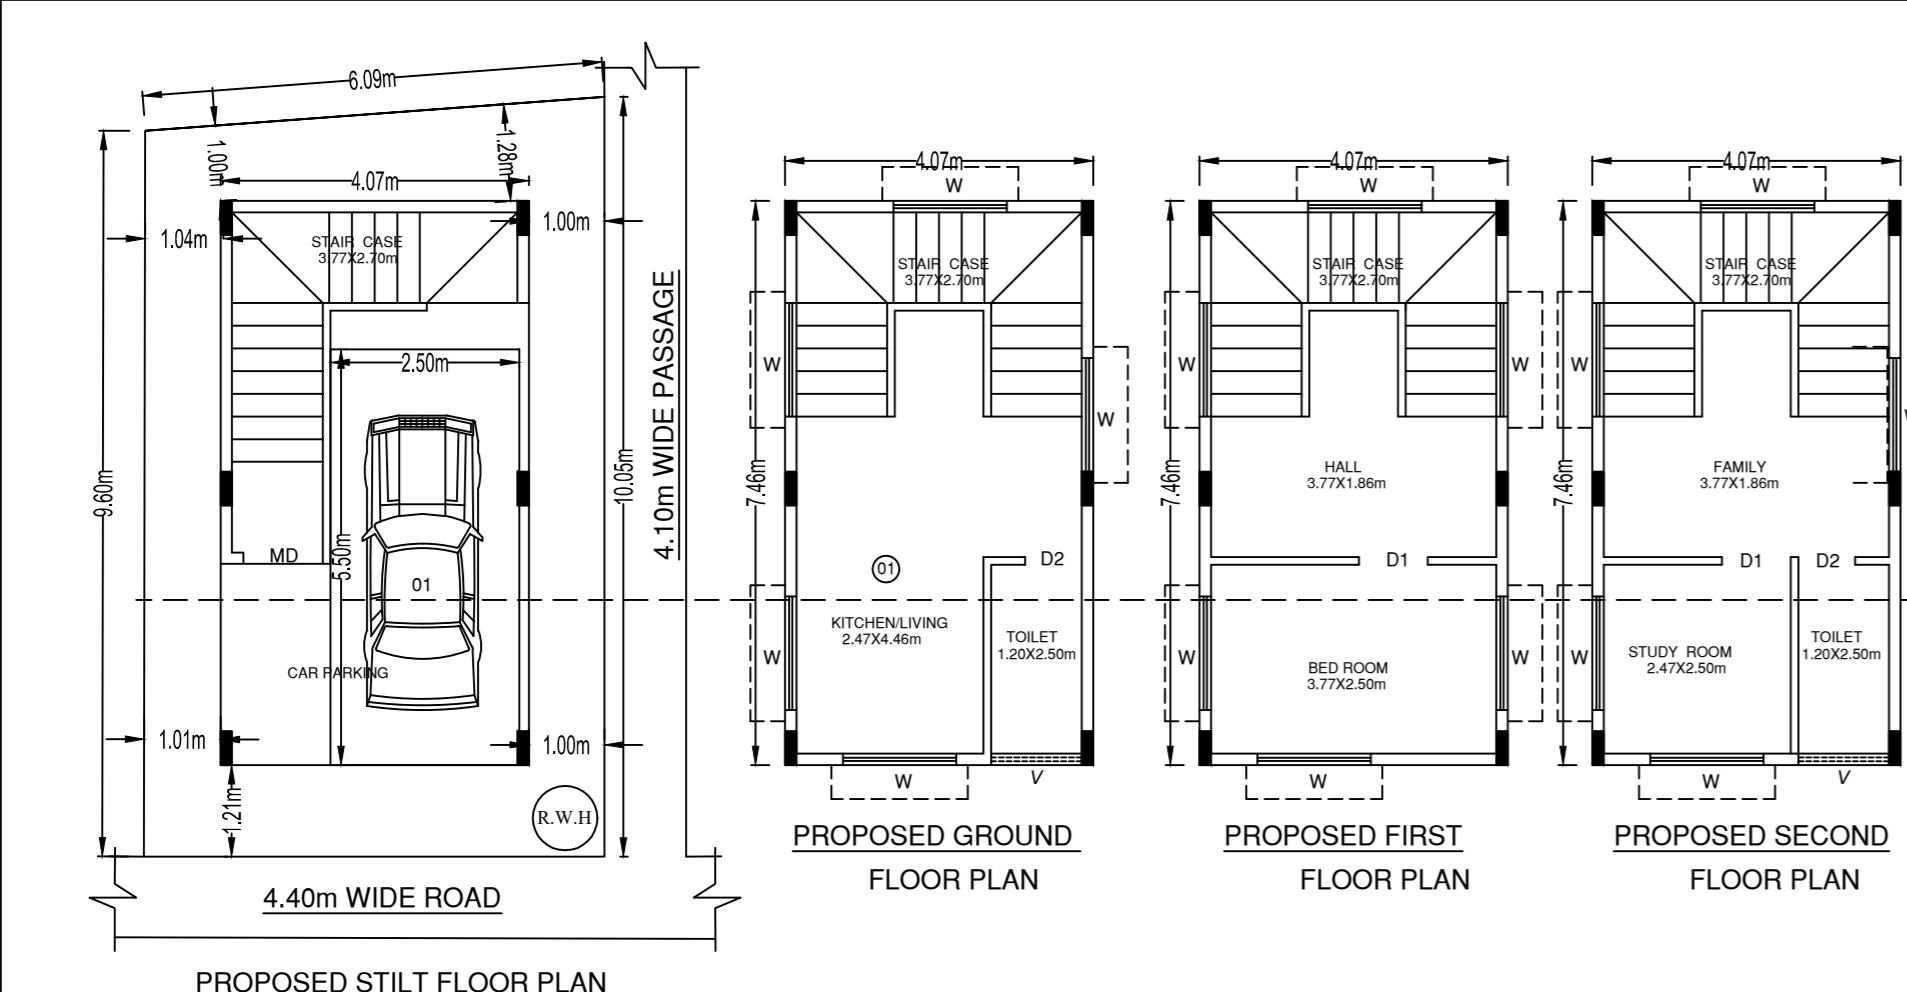 6.09m
1.00m
1.28m
4.07m
1.04m
1.00m
STAIR CASE
3.77X2.70m
2.50m
9.60m
10.05m
5.50m
4.10m WIDE PASSAGE
MD
01
CAR PARKING
1.01m
1.00m
1.21m
R.W.H
4.40m WIDE ROAD
PROPOSED STILT FLOOR PLAN
4.07m
W
STAIR CASE
3.77X2.70m
W
W
7.46m
01
D2
KITCHEN/LIVING
2.47X4.46m
TOILET
1.20X2.50m
W
W
V
PROPOSED GROUND
FLOOR PLAN
4.07m
W
STAIR CASE
3.77X2.70m
W
W
HALL
3.77X1.86m
7.46m
D1
BED ROOM
3.77X2.50m
W
W
W
PROPOSED FIRST
FLOOR PLAN
4.07m
W
STAIR CASE
3.77X2.70m
W
FAMILY
3.77X1.86m
7.46m
D1
D2
STUDY ROOM
2.47X2.50m
TOILET
1.20X2.50m
W
W
V
PROPOSED SECOND
FLOOR PLAN